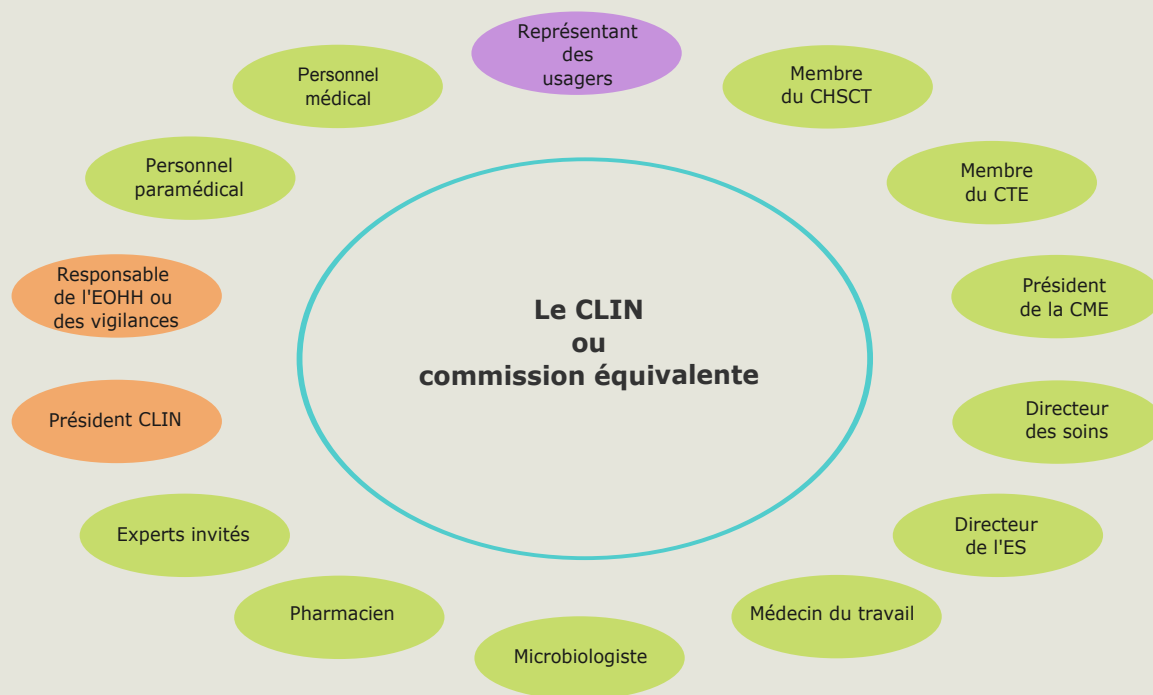 Représentant
des
usagers
Personnel
médical
Membre
du CHSCT
Personnel
paramédical
Membre
du CTE
Responsable
de l'EOHH ou
des vigilances
Président
de la CME
Le CLIN
ou
commission équivalente
Président CLIN
Directeur
des soins
Experts invités
Directeur
de l'ES
Pharmacien
Médecin du travail
Microbiologiste